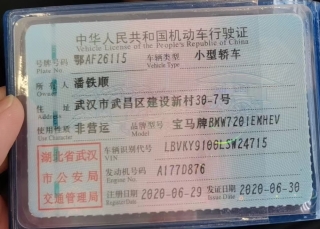 中华人民共和国机动车行驶证
Vehicle License of the People's Republic of China
号牌号码 鄂AF26115 车辆类型 小型轿车
Plate No. Vehicle Type
所有人 潘铁顺
Owner
住址 武汉市武昌区建设新村30-7号
Address
使用性质 非营运 品牌型号 宝马牌BMW7201EMHEV
Use Character Model
湖北省武汉
市公安局
交通管理局
车辆识别代号 LBVKY9100LSW24715
VIN
发动机号码 A177D876
Engine No.
注册日期 2020-06-29 发证日期 2020-06-30
Register Date Issue Date